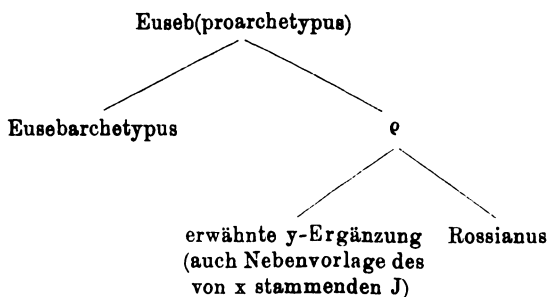 Euseb(proarchetypus)
Eusebarchetypus ϱ
erwähnte y-Ergänzung Rossianus
(auch Nebenvorlage des
von x stammenden J)